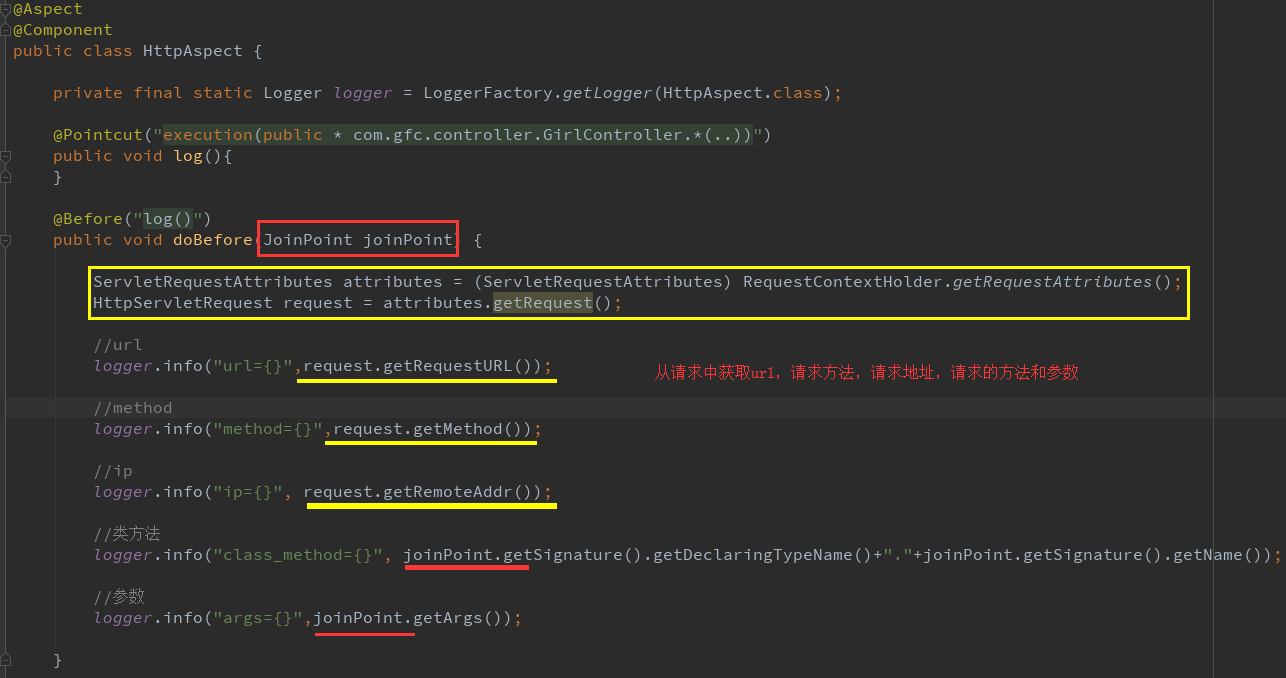 @Aspect
@Component
public class HttpAspect {
private final static Logger logger = LoggerFactory.getLogger(HttpAspect.class);
@Pointcut("execution(public * com.gfc.controller.GirlController.*(..))")
public void log(){
}
@Before("log()")
public void doBefore(JoinPoint joinPoint) {
ServletRequestAttributes attributes = (ServletRequestAttributes) RequestContextHolder.getRequestAttributes();
HttpServletRequest request = attributes.getRequest();
//url
logger.info("url={}",request.getRequestURL());
从请求中获取url，请求方法，请求地址，请求的方法和参数
//method
logger.info("method={}",request.getMethod());
//ip
logger.info("ip={}", request.getRemoteAddr());
//类方法
logger.info("class_method={}", joinPoint.getSignature().getDeclaringTypeName()+"."+joinPoint.getSignature().getName());
//参数
logger.info("args={}",joinPoint.getArgs());
}